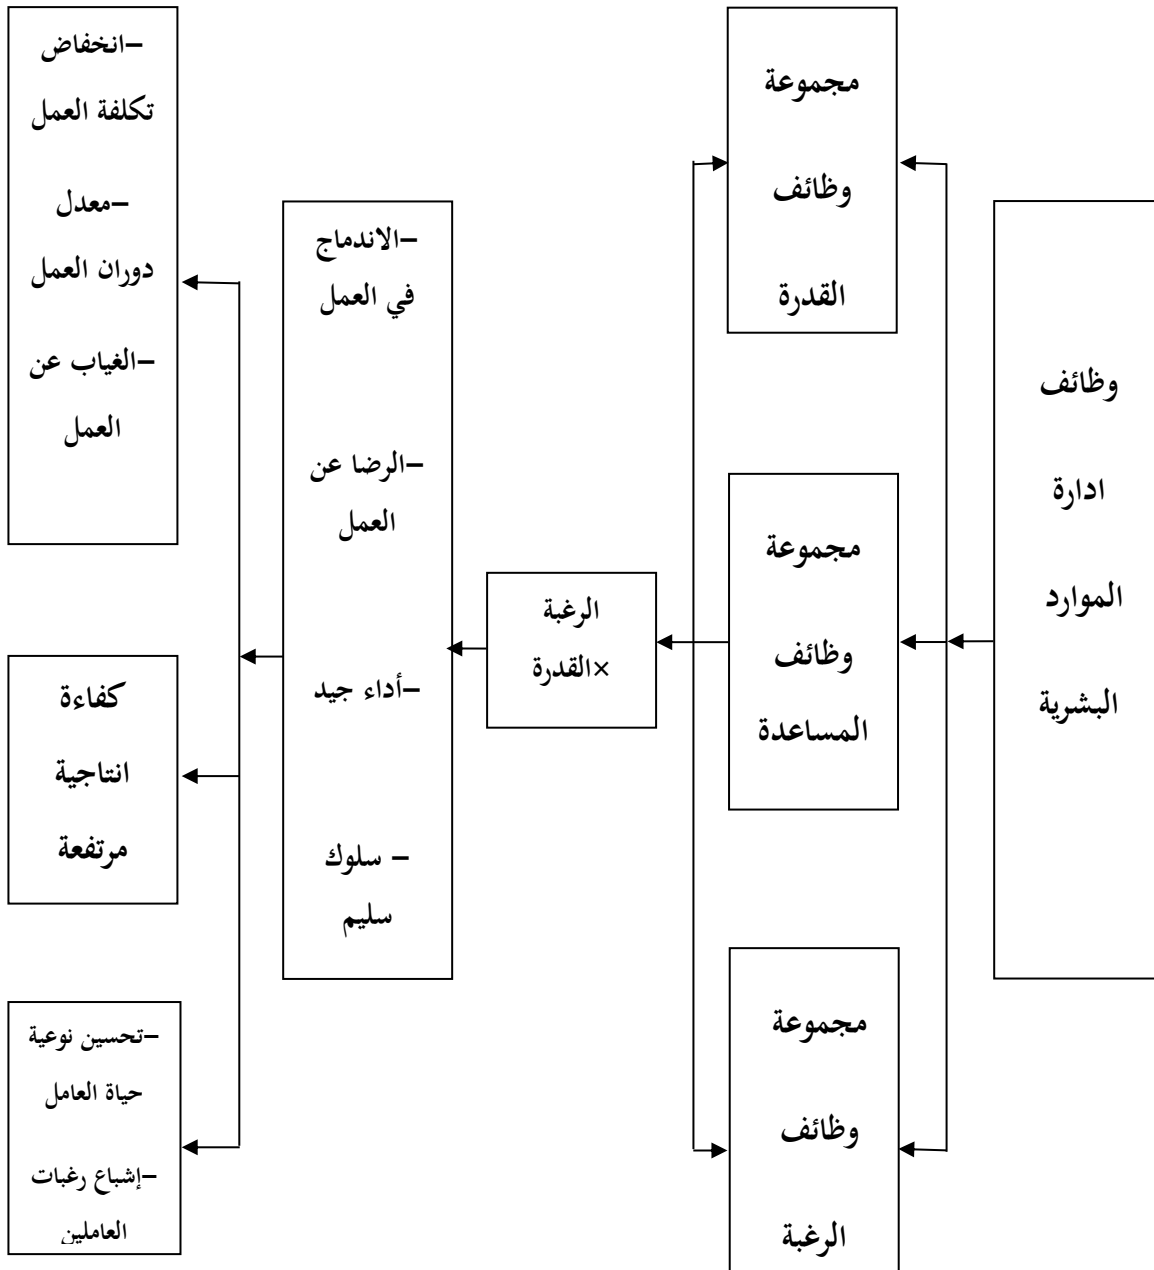 وظائف
ادارة
الموارد
البشرية
مجموعة
وظائف
القدرة
مجموعة
وظائف
المساعدة
مجموعة
وظائف
الرغبة
الرغبة
×القدرة
–الاندماج
في العمل
–الرضا عن
العمل
–أداء جيد
– سلوك
سليم
–انخفاض
تكلفة العمل
–معدل
دوران العمل
–الغياب عن
العمل
كفاءة
انتاجية
مرتفعة
–تحسين نوعية
حياة العامل
–إشباع رغبات
العاملين